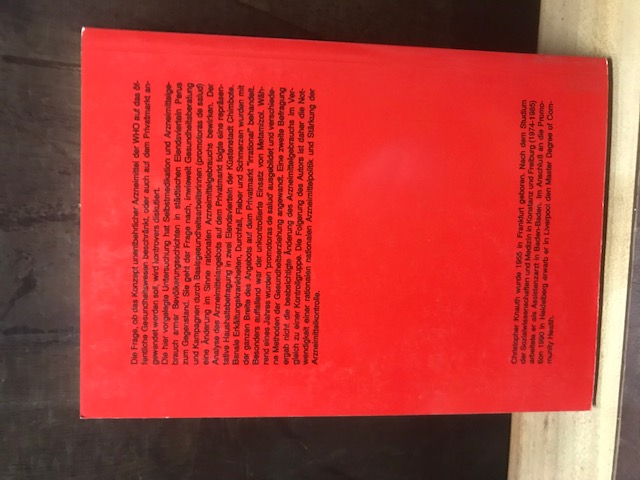 Die Frage, ob das Konzept unentbehrlicher Arzneimittel der WHO auf das öf-
fentliche Gesundheitswesen beschränkt, oder auch auf dem Privatmarkt an-
gewendet werden soll, wird kontrovers diskutiert.
Die hier vorgelegte Untersuchung hat Selbstmedikation und Arzneimittelge-
brauch armer Bevölkerungsschichten in städtischen Elendsvierteln Perus
zum Gegenstand. Sie geht der Frage nach, inwieweit Gesundheitsberatung
und Kampagnen durch Basisgesundheitsarbeiterinnen (promotoras de salud)
eine Änderung im Sinne rationalen Arzneimittelgebrauchs bewirken. Der
Analyse des Arzneimittelangebots auf dem Privatmarkt folgte eine repräsen-
tative Haushaltsbefragung in zwei Elendsvierteln der Küstenstadt Chimbote.
Banale Erkältungskrankheiten, Durchfall, Fieber und Schmerzen wurden mit
der ganzen Breite des Angebots auf dem Privatmarkt "irrational" behandelt.
Besonders auffallend war der unkontrollierte Einsatz von Metamizol. Wäh-
rend eines Jahres wurden 'promotoras de salud' ausgebildet und verschiede-
ne Methoden der Gesundheitserziehung angewandt. Eine zweite Befragung
ergab nicht die beabsichtigte Änderung des Arzneimittelgebrauchs im Ver-
gleich zu einer Kontrollgruppe. Die Folgerung des Autors ist daher die Not-
wendigkeit einer rationalen nationalen Arzneimittelpolitik und Stärkung der
Arzneimittelkontrolle.
Christopher Knauth wurde 1955 in Frankfurt geboren. Nach dem Studium
der Sozialwissenschaften und Medizin in Konstanz und Freiburg (1974-1985)
arbeitete er als Assistenzarzt in Baden-Baden. Im Anschluß an die Promo-
tion 1990 in Heidelberg erwarb er in Liverpool den Master Degree of Com-
munity Health.